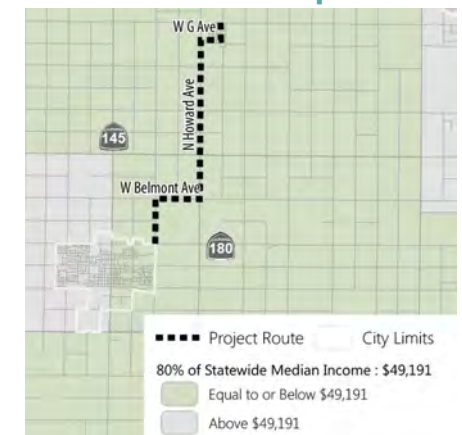 W G Ave
N Howard Ave
145
W Belmont Ave
180
Project Route
City Limits
80% of Statewide Median Income : $49,191
Equal to or Below $49,191
Above $49,191